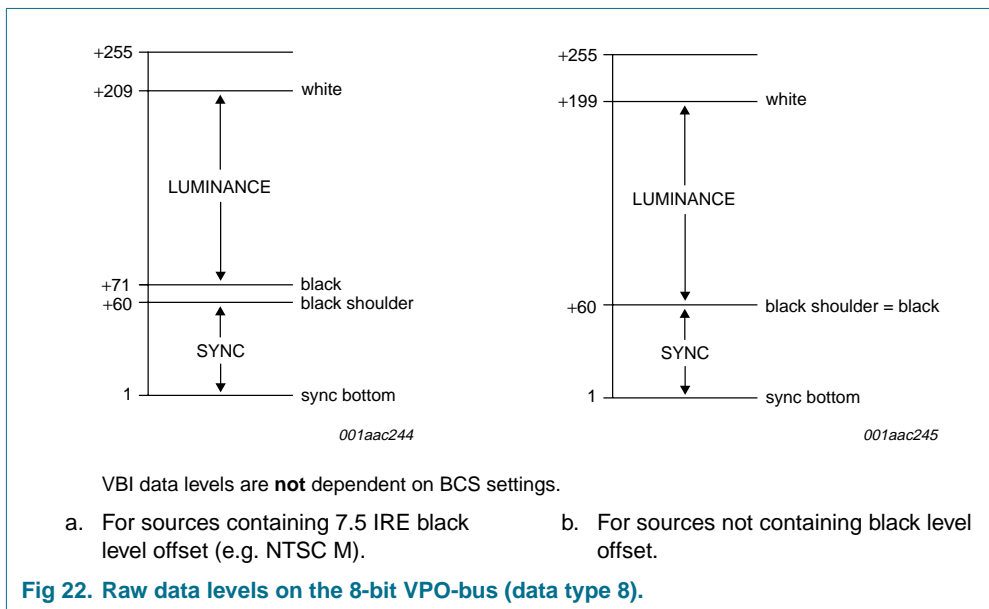 +255
+209
white
LUMINANCE
+71
black
+60
black shoulder
SYNC
1
sync bottom
001aac244
+255
+199
white
LUMINANCE
+60
black shoulder = black
SYNC
1
sync bottom
001aac245
VBI data levels are not dependent on BCS settings.
a. For sources containing 7.5 IRE black
level offset (e.g. NTSC M).
b. For sources not containing black level
offset.
Fig 22. Raw data levels on the 8-bit VPO-bus (data type 8).